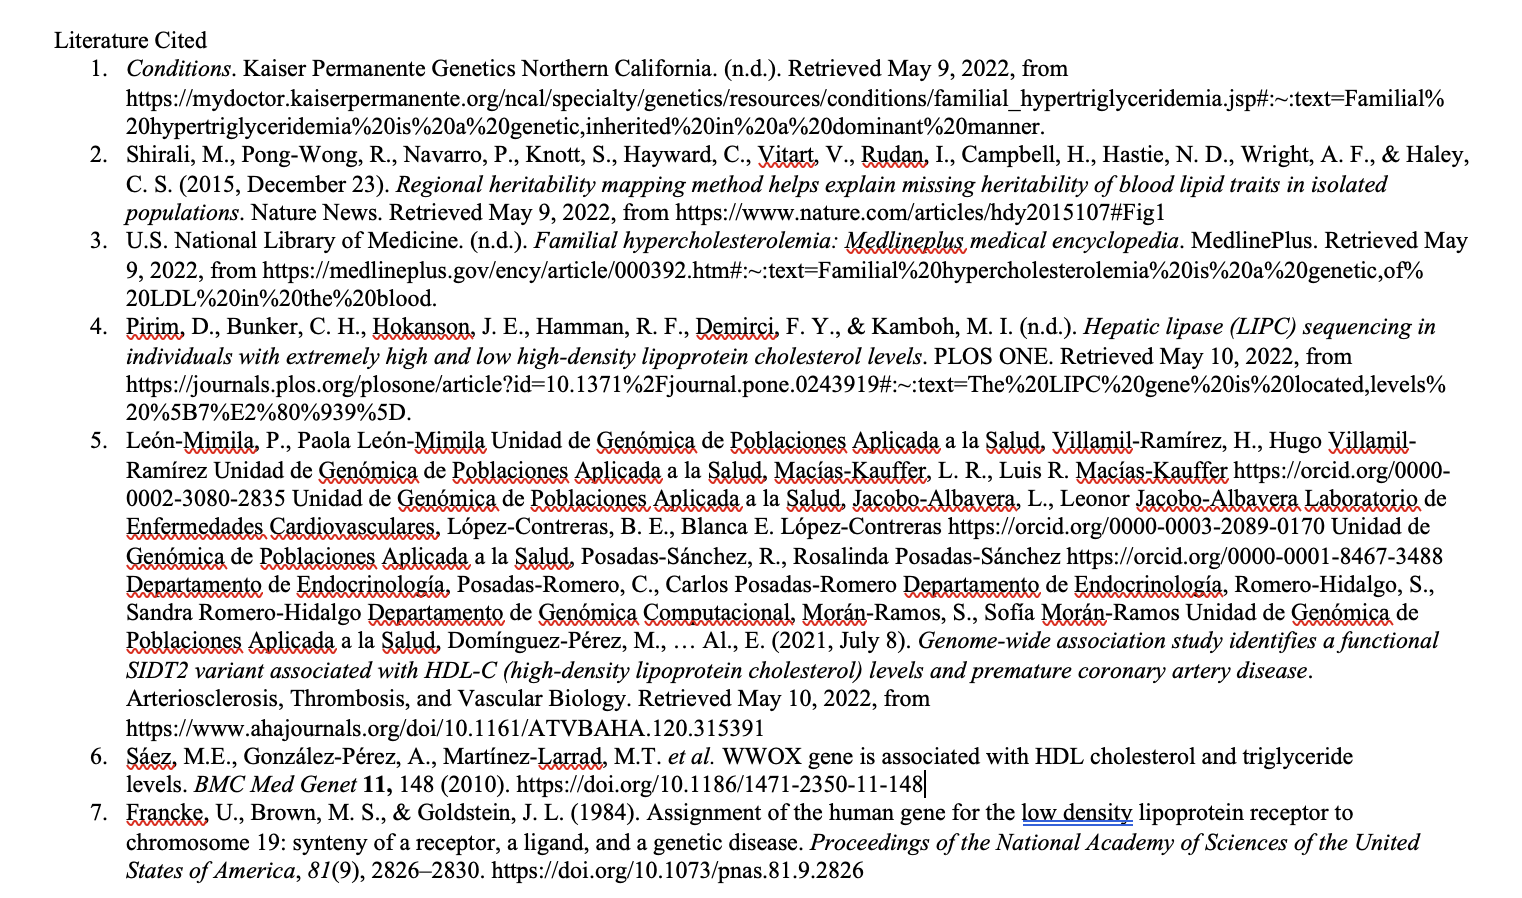 Literature Cited
1. Conditions. Kaiser Permanente Genetics Northern California. (n.d.). Retrieved May 9, 2022, from
https://mydoctor.kaiserpermanente.org/ncal/specialty/genetics/resources/conditions/familial_hypertriglyceridemia.jsp#:~:text=Familial%
20hypertriglyceridemia%20is%20a%20genetic,inherited%20in%20a%20dominant%20manner.
2. Shirali, M., Pong-Wong, R., Navarro, P., Knott, S., Hayward, C., Vitart, V., Rudan, I., Campbell, H., Hastie, N. D., Wright, A. F., & Haley,
C. S. (2015, December 23). Regional heritability mapping method helps explain missing heritability of blood lipid traits in isolated
populations. Nature News. Retrieved May 9, 2022, from https://www.nature.com/articles/hdy2015107#Fig1
3. U.S. National Library of Medicine. (n.d.). Familial hypercholesterolemia: Medlineplus medical encyclopedia. MedlinePlus. Retrieved May
9, 2022, from https://medlineplus.gov/ency/article/000392.htm#:~:text=Familial%20hypercholesterolemia%20is%20a%20genetic,of%
20LDL%20in%20the%20blood.
4. Pirim, D., Bunker, C. H., Hokanson, J. E., Hamman, R. F., Demirci, F. Y., & Kamboh, M. I. (n.d.). Hepatic lipase (LIPC) sequencing in
individuals with extremely high and low high-density lipoprotein cholesterol levels. PLOS ONE. Retrieved May 10, 2022, from
https://journals.plos.org/plosone/article?id=10.1371%2Fjournal.pone.0243919#:~:text=The%20LIPC%20gene%20is%20located,levels%
20%5B7%E2%80%939%5D.
5. León-Mimila, P., Paola León-Mimila Unidad de Genómica de Poblaciones Aplicada a la Salud, Villamil-Ramírez, H., Hugo Villamil-
Ramírez Unidad de Genómica de Poblaciones Aplicada a la Salud, Macías-Kauffer, L. R., Luis R. Macías-Kauffer https://orcid.org/0000-
0002-3080-2835 Unidad de Genómica de Poblaciones Aplicada a la Salud, Jacobo-Albavera, L., Leonor Jacobo-Albavera Laboratorio de
Enfermedades Cardiovasculares, López-Contreras, B. E., Blanca E. López-Contreras https://orcid.org/0000-0003-2089-0170 Unidad de
Genómica de Poblaciones Aplicada a la Salud, Posadas-Sánchez, R., Rosalinda Posadas-Sánchez https://orcid.org/0000-0001-8467-3488
Departamento de Endocrinología, Posadas-Romero, C., Carlos Posadas-Romero Departamento de Endocrinología, Romero-Hidalgo, S.,
Sandra Romero-Hidalgo Departamento de Genómica Computacional, Morán-Ramos, S., Sofía Morán-Ramos Unidad de Genómica de
Poblaciones Aplicada a la Salud, Domínguez-Pérez, M., … Al., E. (2021, July 8). Genome-wide association study identifies a functional
SIDT2 variant associated with HDL-C (high-density lipoprotein cholesterol) levels and premature coronary artery disease.
Arteriosclerosis, Thrombosis, and Vascular Biology. Retrieved May 10, 2022, from
https://www.ahajournals.org/doi/10.1161/ATVBAHA.120.315391
6. Sáez, M.E., González-Pérez, A., Martínez-Larrad, M.T. et al. WWOX gene is associated with HDL cholesterol and triglyceride
levels. BMC Med Genet 11, 148 (2010). https://doi.org/10.1186/1471-2350-11-148
7. Francke, U., Brown, M. S., & Goldstein, J. L. (1984). Assignment of the human gene for the low density lipoprotein receptor to
chromosome 19: synteny of a receptor, a ligand, and a genetic disease. Proceedings of the National Academy of Sciences of the United
States of America, 81(9), 2826–2830. https://doi.org/10.1073/pnas.81.9.2826